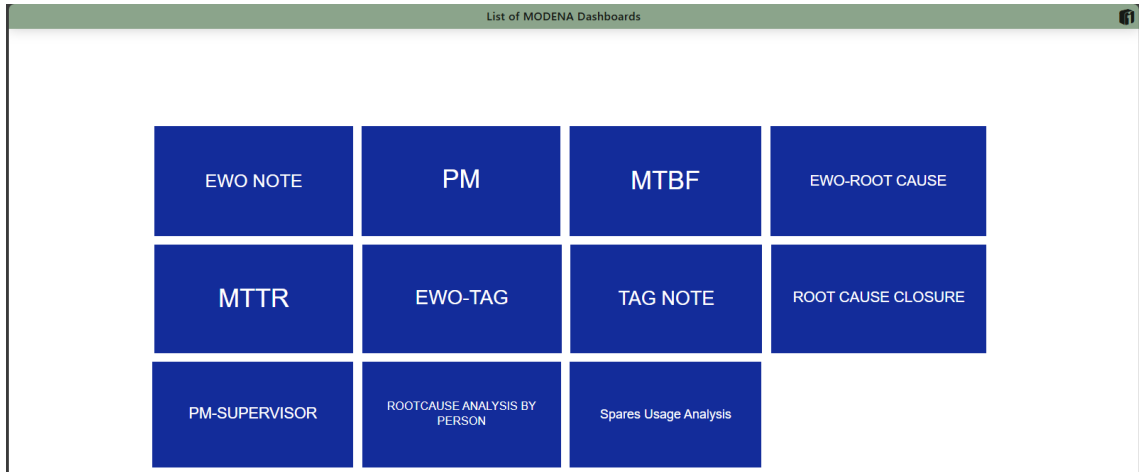 List of MODENA Dashboards
EWO NOTE
PM
MTBF
EWO-ROOT CAUSE
MTTR
EWO-TAG
TAG NOTE
ROOT CAUSE CLOSURE
PM-SUPERVISOR
ROOTCAUSE ANALYSIS BY
PERSON
Spares Usage Analysis